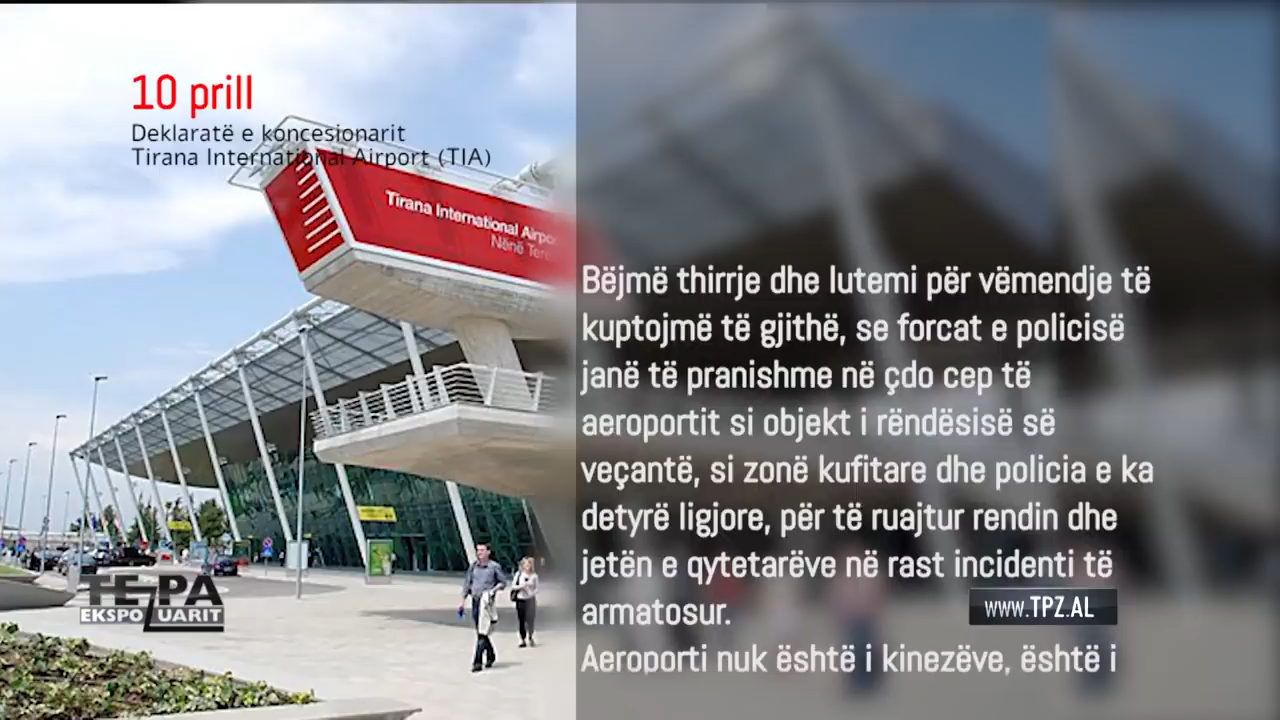 10 prill
Deklaratë e koncesionarit
Tirana International Airport (TIA)
Tirana International Airpo
Nënë Tere
Bëjmë thirrje dhe lutemi për vëmendje të
kuptojmë të gjithë, se forcat e policisë
janë të pranishme në çdo cep të
aeroportit si objekt i rëndësisë së
veçantë, si zonë kufitare dhe policia e ka
detyrë ligjore, për të ruajtur rendin dhe
jetën e qytetarëve në rast incidenti të
armatosur.
Aeroporti nuk është i kinezëve, është i
www.TPZ.AL
TE PA
EKSPOZUARIT